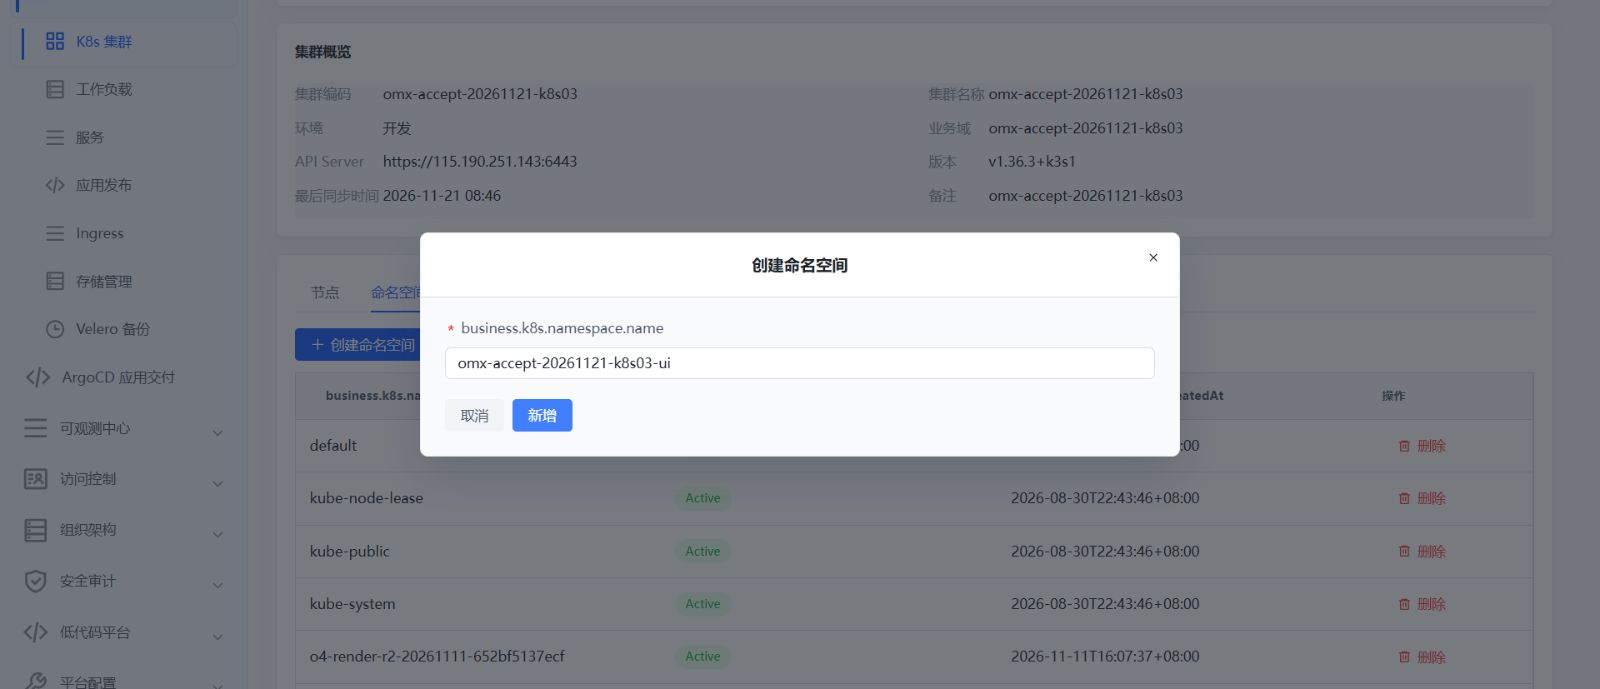 K8s 集群
工作负载
服务
应用发布
Ingress
存储管理
Velero 备份
ArgoCD 应用交付
可观测中心
访问控制
组织架构
安全审计
低代码平台
平台配置
集群概览
集群编码 omx-accept-20261121-k8s03 集群名称 omx-accept-20261121-k8s03
环境 开发 业务域 omx-accept-20261121-k8s03
API Server https://115.190.251.143:6443 版本 v1.36.3+k3s1
最后同步时间 2026-11-21 08:46 备注 omx-accept-20261121-k8s03
节点 命名空间
+ 创建命名空间
创建命名空间 ×
* business.k8s.namespace.name
omx-accept-20261121-k8s03-ui
取消 新增
business.k8s.na atedAt 操作
default :00 删除
kube-node-lease Active 2026-08-30T22:43:46+08:00 删除
kube-public Active 2026-08-30T22:43:46+08:00 删除
kube-system Active 2026-08-30T22:43:46+08:00 删除
o4-render-r2-20261111-652bf5137ecf Active 2026-11-11T16:07:37+08:00 删除